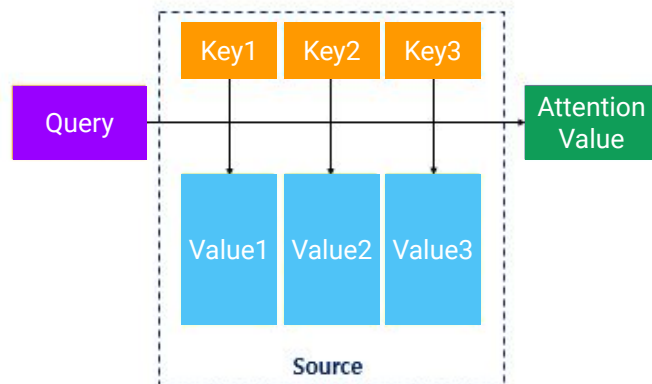 Key1 Key2 Key3
Query
Attention
Value
Value1 Value2 Value3
Source